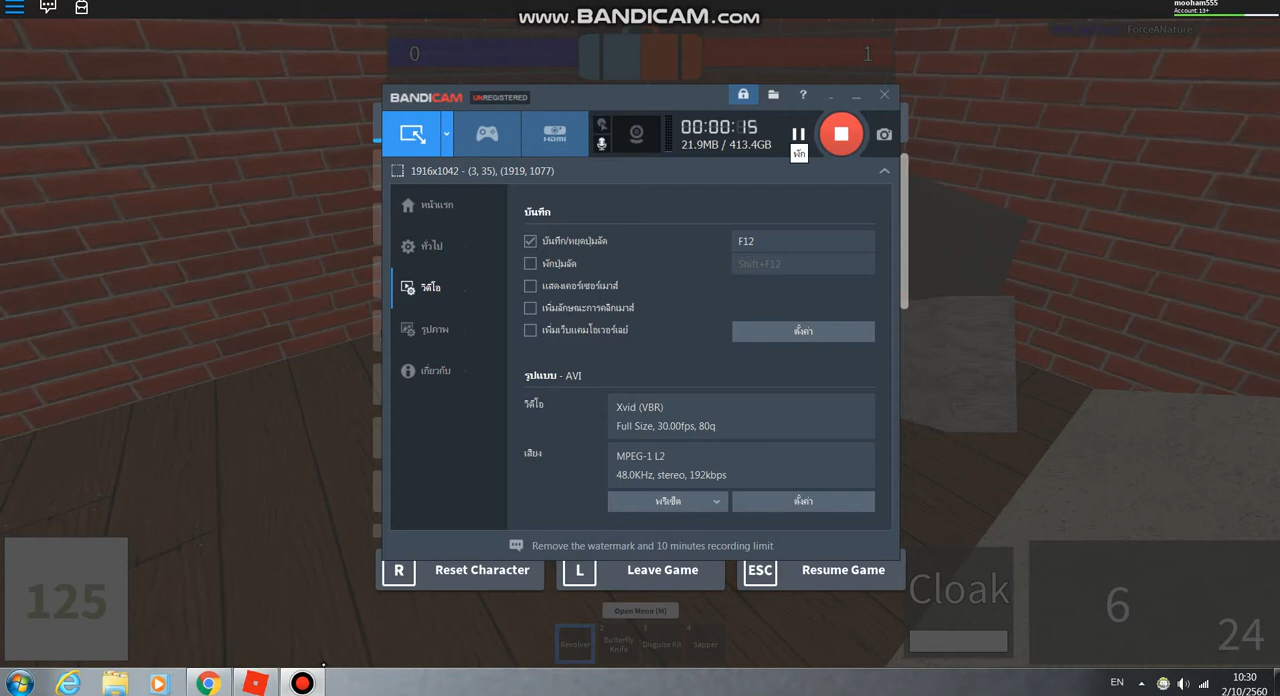 www.BANDICAM.com
mooham555
Account: 13+
ForceANature
0
1
BANDICAM UNREGISTERED
?
HDMI
00:00:15
21.9MB / 413.4GB
พัก
1916x1042 - (3, 35), (1919, 1077)
หน้าแรก
ทั่วไป
วิดีโอ
รูปภาพ
เกี่ยวกับ
บันทึก
บันทึก/หยุดปุ่มลัด
F12
พักปุ่มลัด
Shift+F12
แสดงเคอร์เซอร์เมาส์
เพิ่มลักษณะการคลิกเมาส์
เพิ่มเว็บแคมโอเวอร์เลย์
ตั้งค่า
รูปแบบ - AVI
วิดีโอ
Xvid (VBR)
Full Size, 30.00fps, 80q
เสียง
MPEG-1 L2
48.0KHz, stereo, 192kbps
พรีเซ็ต
ตั้งค่า
Remove the watermark and 10 minutes recording limit
R Reset Character
L Leave Game
ESC Resume Game
Open Menu (M)
Revolver
2
Butterfly
Knife
3
Disguise Kit
4
Sapper
125
Cloak
6
24
EN
10:30
2/10/2560